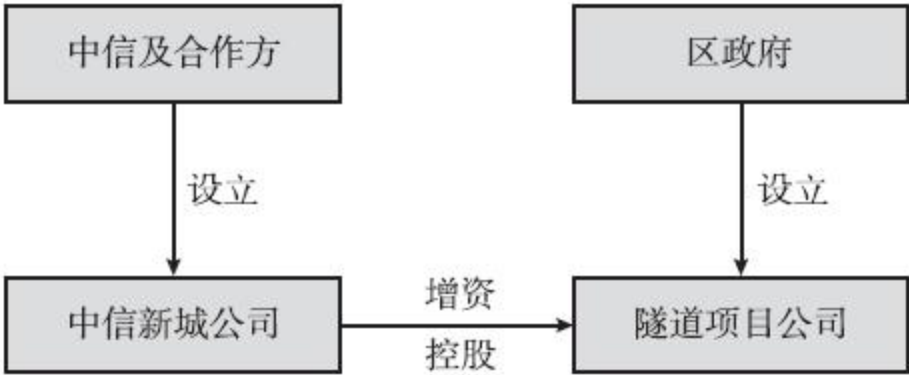 中信及合作方
区政府
设立
设立
中信新城公司
增资
控股
隧道项目公司